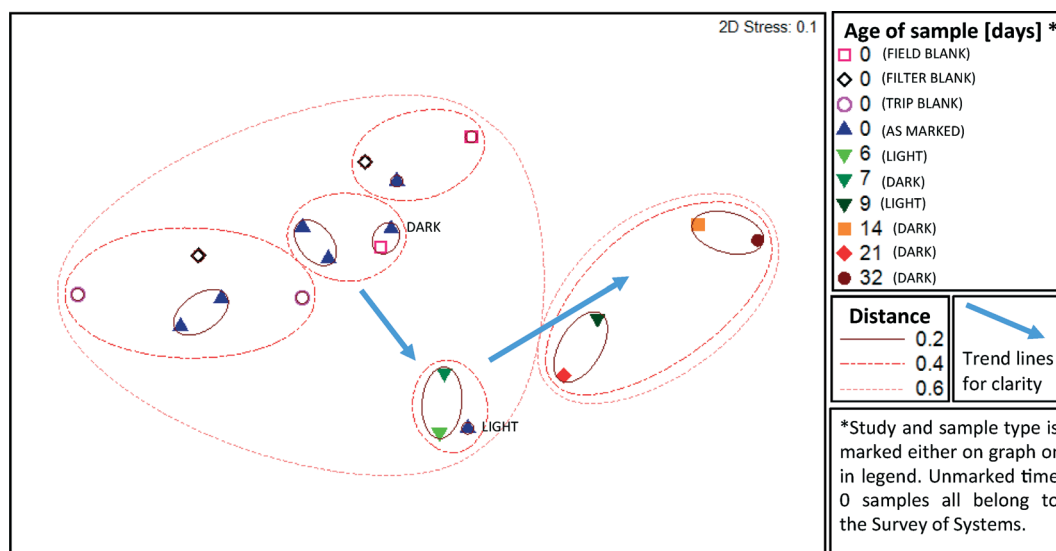 2D Stress: 0.1
DARK
LIGHT
Age of sample [days] *
0 (FIELD BLANK)
0 (FILTER BLANK)
0 (TRIP BLANK)
0 (AS MARKED)
6 (LIGHT)
7 (DARK)
9 (LIGHT)
14 (DARK)
21 (DARK)
32 (DARK)
Distance
0.2
0.4
0.6
Trend lines
for clarity
*Study and sample type is
marked either on graph or
in legend. Unmarked time
0 samples all belong to
the Survey of Systems.